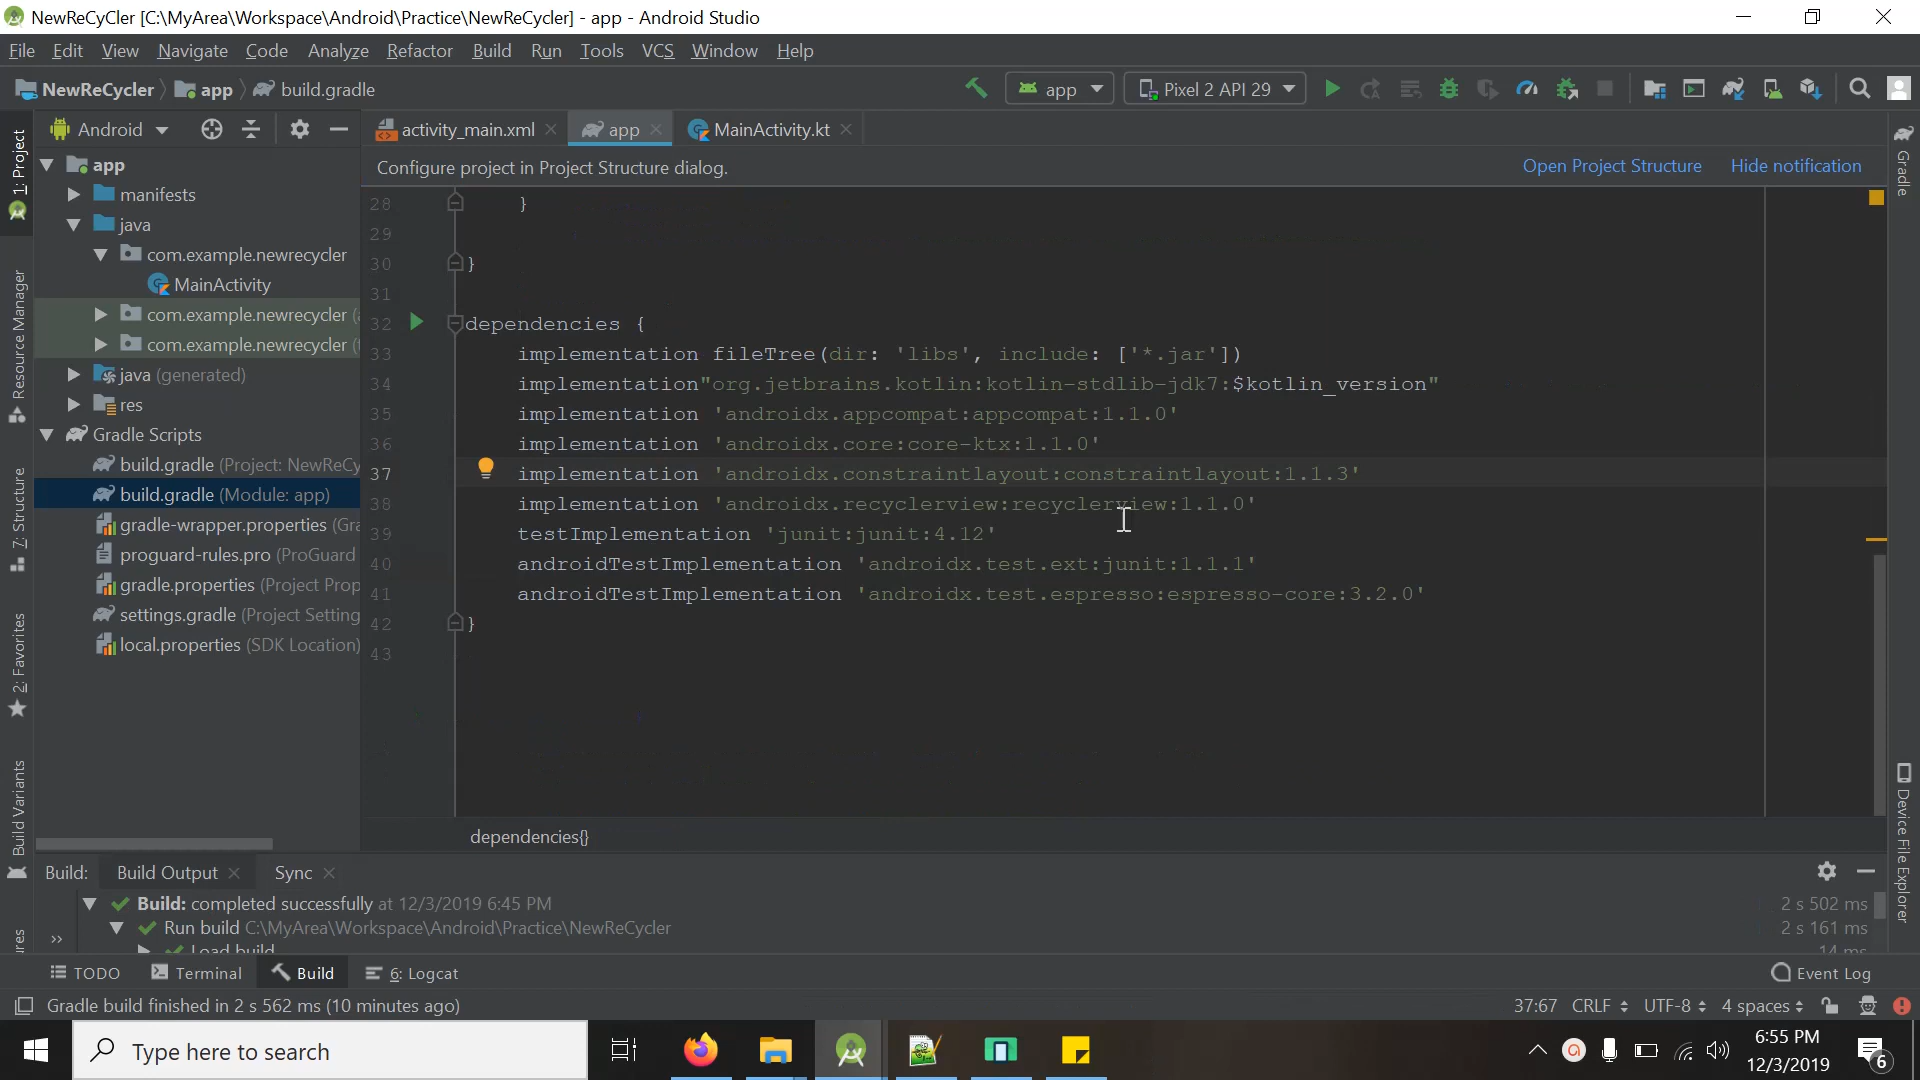 NewReCyCler [C:\MyArea\Workspace\Android\Practice\NewReCycler] - app - Android Studio
File Edit View Navigate Code Analyze Refactor Build Run Tools VCS Window Help
NewReCycler app build.gradle
app Pixel 2 API 29
Android
activity_main.xml app MainActivity.kt
Configure project in Project Structure dialog.
Open Project Structure Hide notification
1: Project
Resource Manager
7: Structure
2: Favorites
Build Variants
app
manifests
java
com.example.newrecycler
MainActivity
com.example.newrecycler (
com.example.newrecycler (
java (generated)
res
Gradle Scripts
build.gradle (Project: NewReCy
build.gradle (Module: app)
gradle-wrapper.properties (Gra
proguard-rules.pro (ProGuard
gradle.properties (Project Prop
settings.gradle (Project Setting
local.properties (SDK Location)
28 }
29
30 }
31
32 dependencies {
33 implementation fileTree(dir: 'libs', include: ['*.jar'])
34 implementation"org.jetbrains.kotlin:kotlin-stdlib-jdk7:$kotlin_version"
35 implementation 'androidx.appcompat:appcompat:1.1.0'
36 implementation 'androidx.core:core-ktx:1.1.0'
37 implementation 'androidx.constraintlayout:constraintlayout:1.1.3'
38 implementation 'androidx.recyclerview:recyclerview:1.1.0'
39 testImplementation 'junit:junit:4.12'
40 androidTestImplementation 'androidx.test.ext:junit:1.1.1'
41 androidTestImplementation 'androidx.test.espresso:espresso-core:3.2.0'
42 }
43
dependencies{}
Gradle
Device File Explorer
Build: Build Output Sync
Build: completed successfully at 12/3/2019 6:45 PM 2 s 502 ms
Run build C:\MyArea\Workspace\Android\Practice\NewReCycler 2 s 161 ms
Load build 14 ms
TODO Terminal Build 6: Logcat Event Log
Gradle build finished in 2 s 562 ms (10 minutes ago) 37:67 CRLF UTF-8 4 spaces
Type here to search
6:55 PM
12/3/2019
6